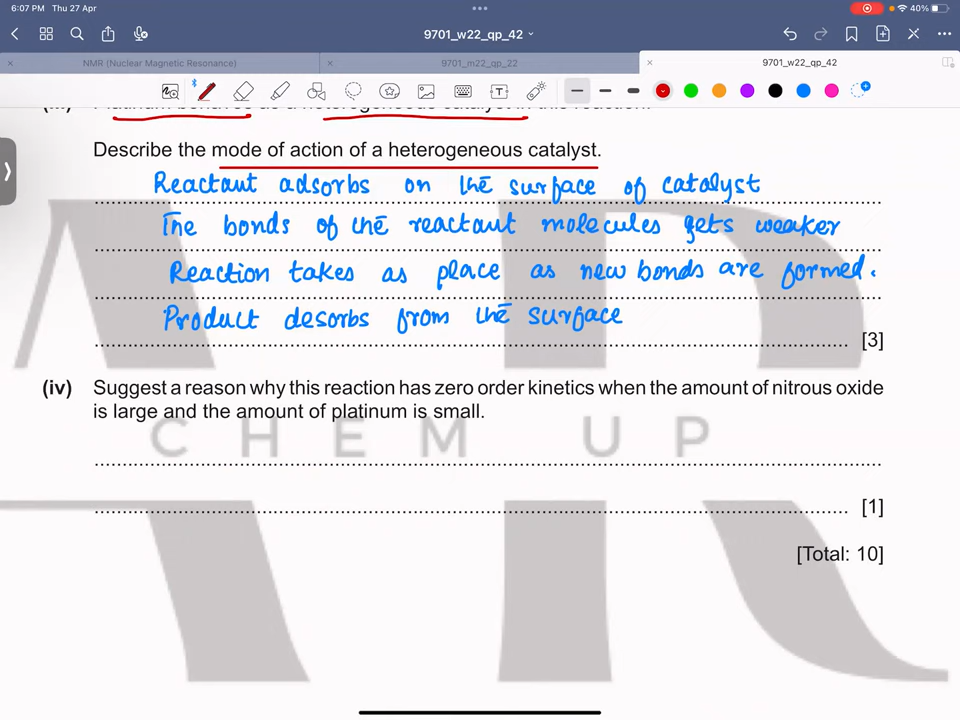 6:07 PM Thu 27 Apr
40%
9701_w22_qp_42
NMR (Nuclear Magnetic Resonance)
9701_m22_qp_22
9701_w22_qp_42
Describe the mode of action of a heterogeneous catalyst.
Reactant adsorbs on the surface of catalyst
The bonds of the reactant molecules gets weaker
Reaction takes as place as new bonds are formed.
Product desorbs from the surface
[3]
(iv) Suggest a reason why this reaction has zero order kinetics when the amount of nitrous oxide
is large and the amount of platinum is small.
CHEM UP
[1]
[Total: 10]